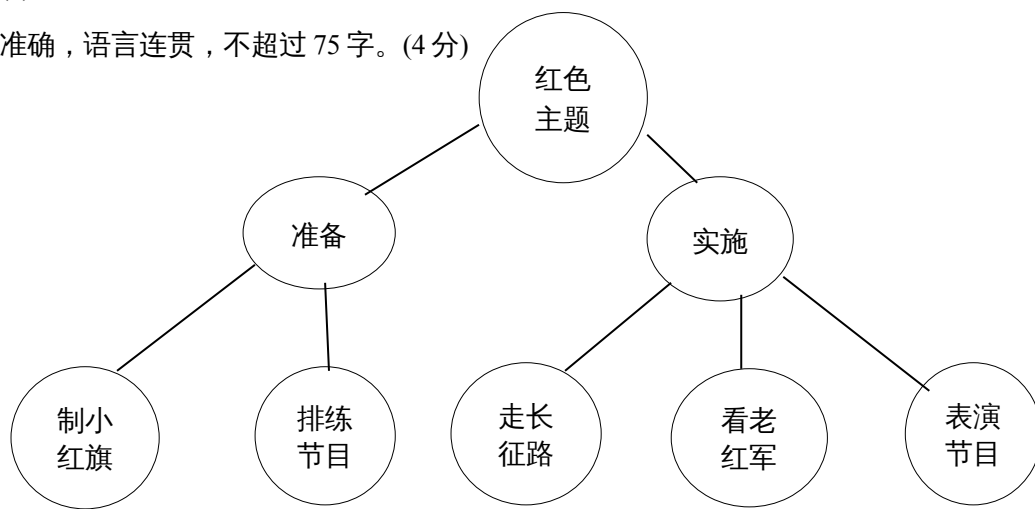 准确，语言连贯，不超过 75 字。(4 分)
红色
主题
准备
实施
制小
红旗
排练
节目
走长
征路
看老
红军
表演
节目